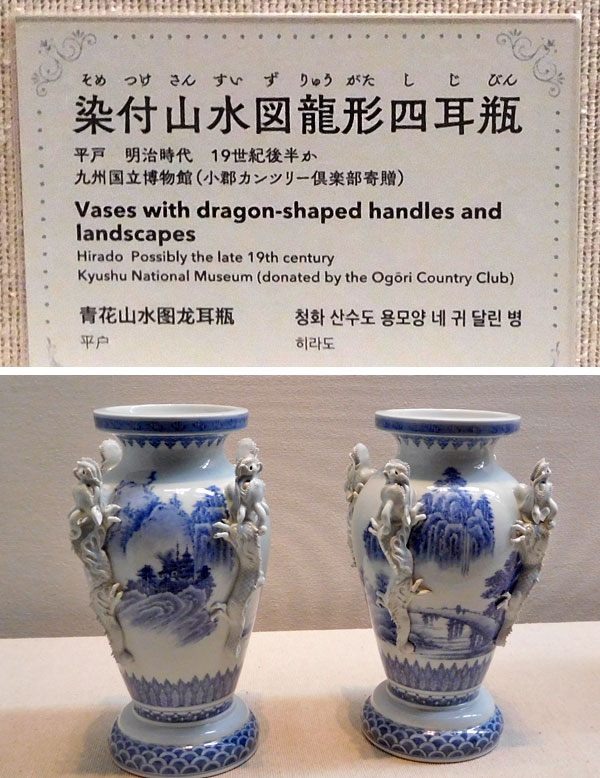 そめ つけ さん すい ず りゅう がた し じ びん
染付山水図龍形四耳瓶
平戸 明治時代 19世紀後半か
九州国立博物館(小郡カンツリー倶楽部寄贈)
Vases with dragon-shaped handles and
landscapes
Hirado Possibly the late 19th century
Kyushu National Museum (donated by the Ogōri Country Club)
青花山水图龙耳瓶
平户
청화 산수도 용모양 네 귀 달린 병
히라도